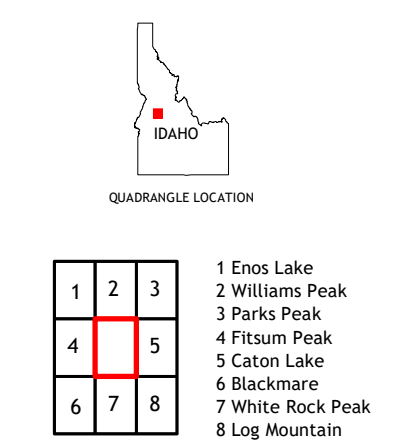 IDAHO
QUADRANGLE LOCATION
1 2 3
4 5
6 7 8
1 Enos Lake
2 Williams Peak
3 Parks Peak
4 Fitsum Peak
5 Caton Lake
6 Blackmare
7 White Rock Peak
8 Log Mountain